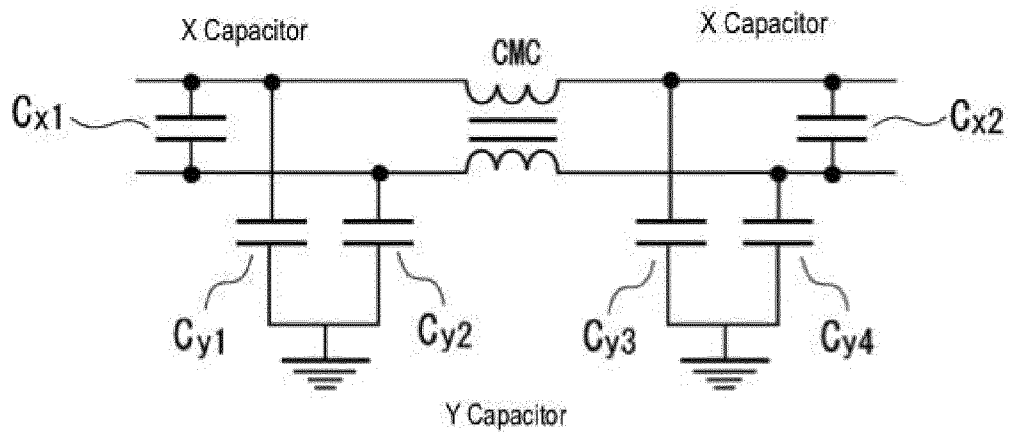 X Capacitor
X Capacitor
CMC
Cx1
Cx2
Cy1
Cy2
Cy3
Cy4
Y Capacitor